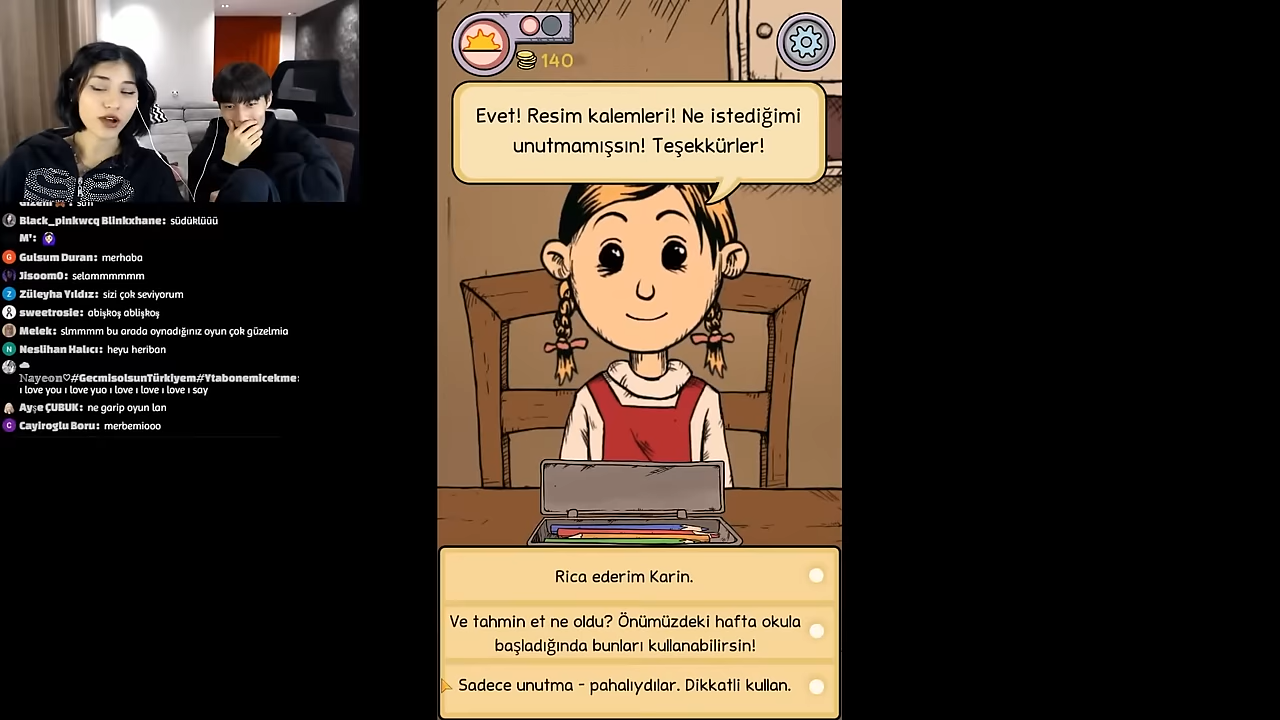 Black_pinkwcq Blinkxhane: südüklüüü
M':
Gulsum Duran: merhaba
Jisoom0: selammmmmm
Züleyha Yıldız: sizi çok seviyorum
sweetrosie: abişkoş ablişkoş
Melek: slmmmm bu arada oynadığınız oyun çok güzelmia
Neslihan Halıcı: heyu heriban
Nayeon♡#GecmisolsunTürkiyem#Ytabonemicekme:
ı love you ı love yuo ı love ı love ı love ı say
Ayşe ÇUBUK: ne garip oyun lan
Cayiroglu Boru: merbemiooo
140
Evet! Resim kalemleri! Ne istediğimi
unutmamışsın! Teşekkürler!
Rica ederim Karin.
Ve tahmin et ne oldu? Önümüzdeki hafta okula
başladığında bunları kullanabilirsin!
Sadece unutma - pahalıydılar. Dikkatli kullan.